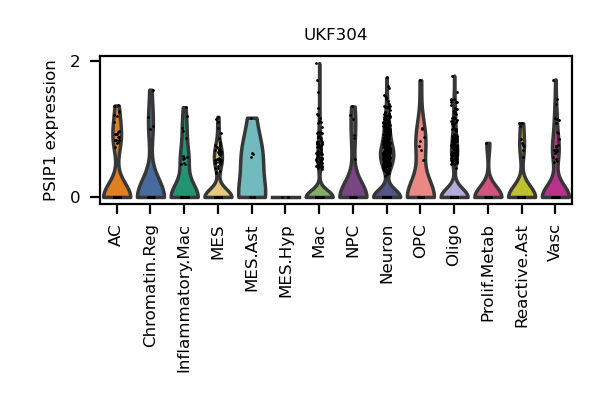 UKF304
PSIP1 expression
2
0
AC
Chromatin.Reg
Inflammatory.Mac
MES
MES.Ast
MES.Hyp
Mac
NPC
Neuron
OPC
Oligo
Prolif.Metab
Reactive.Ast
Vasc